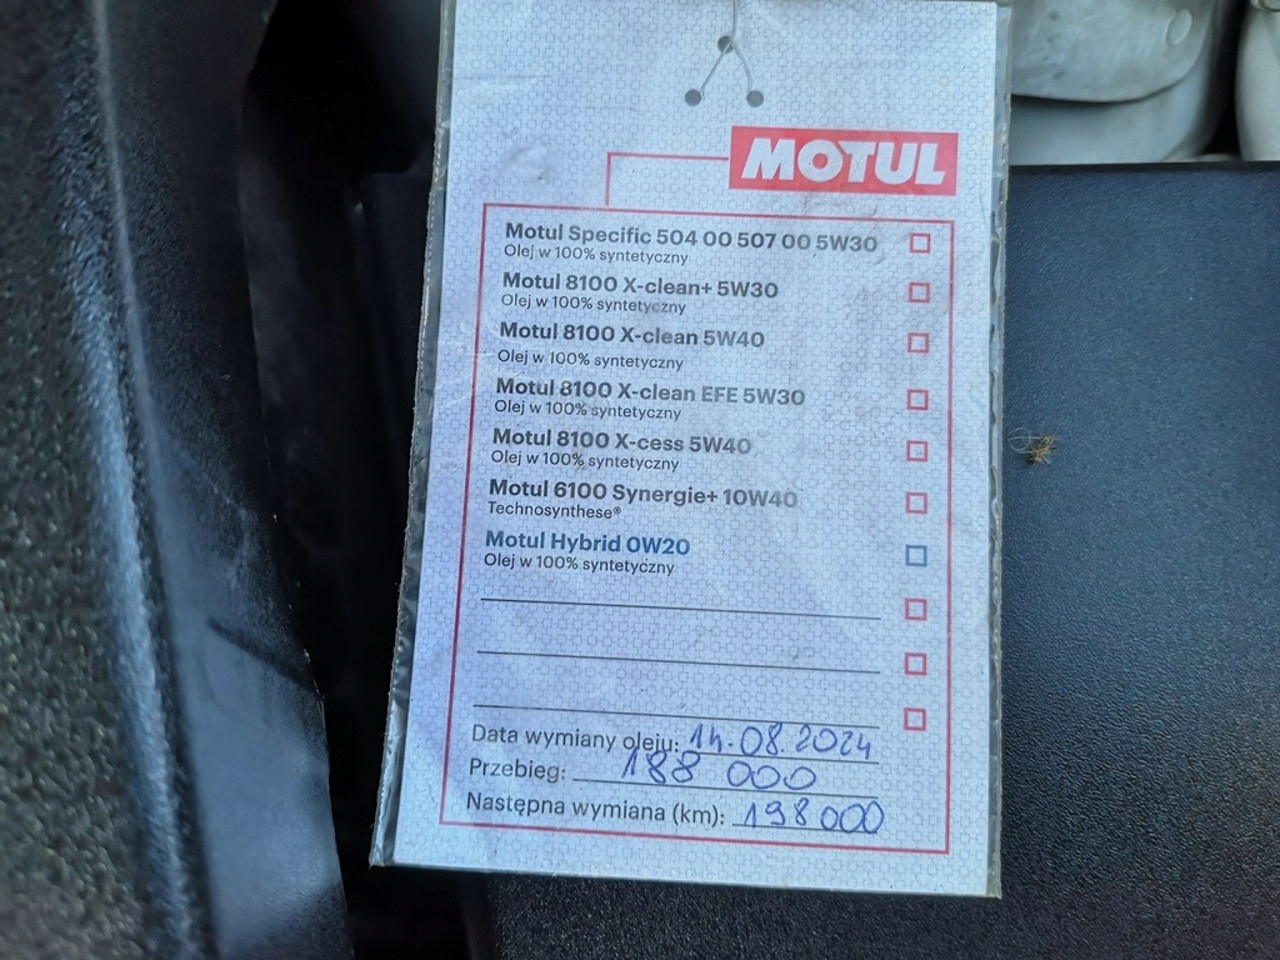 MOTUL
Motul Specific 504 00 507 00 5W30
Olej w 100% syntetyczny
Motul 8100 X-clean+ 5W30
Olej w 100% syntetyczny
Motul 8100 X-clean 5W40
Olej w 100% syntetyczny
Motul 8100 X-clean EFE 5W30
Olej w 100% syntetyczny
Motul 8100 X-cess 5W40
Olej w 100% syntetyczny
Motul 6100 Synergie+ 10W40
Technosynthese®
Motul Hybrid 0W20
Olej w 100% syntetyczny
Data wymiany oleju: 14.08.2024
Przebieg: 188 000
Następna wymiana (km): 198000